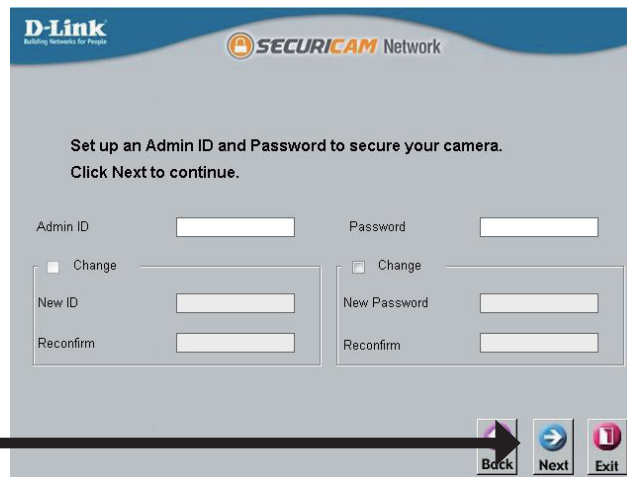 D-Link
Building Networks for People
SECURICAM Network
Set up an Admin ID and Password to secure your camera.
Click Next to continue.
Admin ID
Password
Change
Change
New ID
New Password
Reconfirm
Reconfirm
Back
Next
Exit